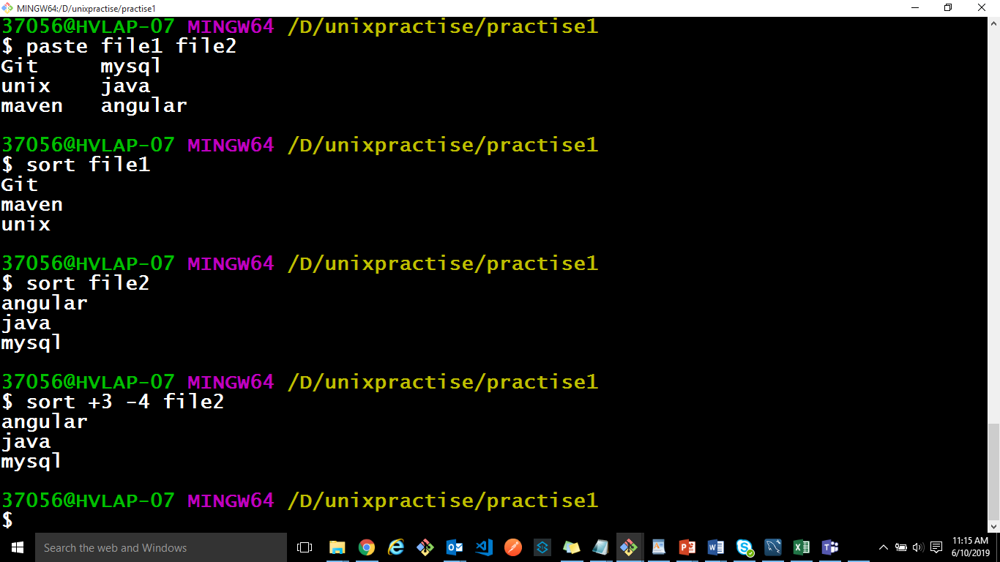 MINGW64:/D/unixpractise/practise1
37056@HVLAP-07 MINGW64 /D/unixpractise/practise1
$ paste file1 file2
Git mysql
unix java
maven angular
37056@HVLAP-07 MINGW64 /D/unixpractise/practise1
$ sort file1
Git
maven
unix
37056@HVLAP-07 MINGW64 /D/unixpractise/practise1
$ sort file2
angular
java
mysql
37056@HVLAP-07 MINGW64 /D/unixpractise/practise1
$ sort +3 -4 file2
angular
java
mysql
37056@HVLAP-07 MINGW64 /D/unixpractise/practise1
$
Search the web and Windows
11:15 AM
6/10/2019